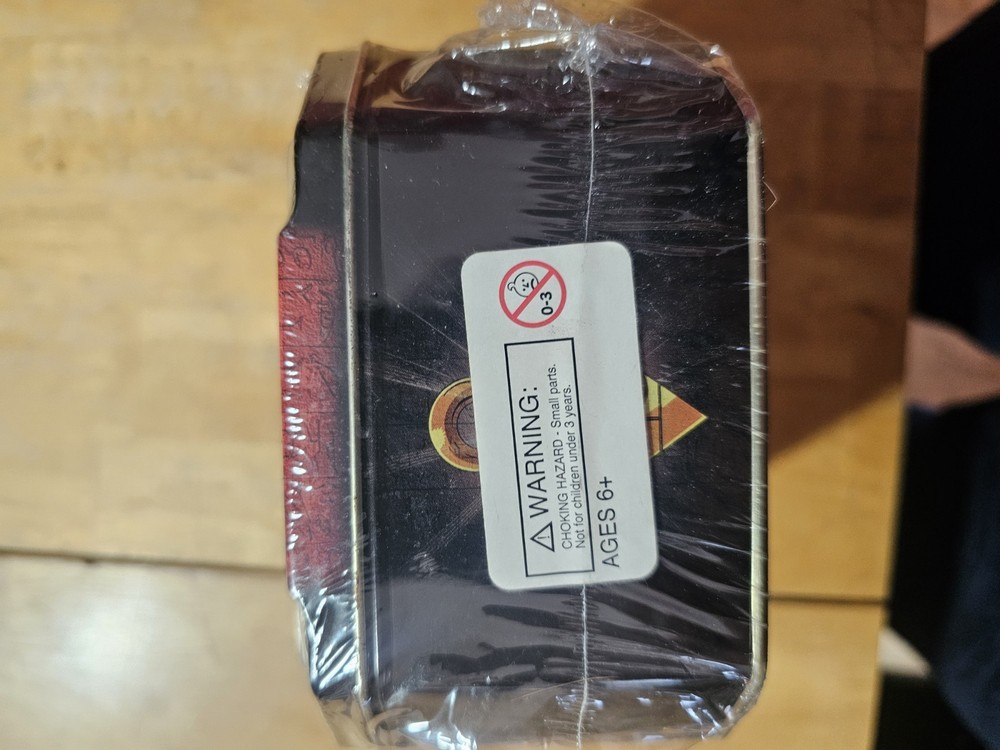 0-3
⚠ WARNING:
CHOKING HAZARD - Small parts.
Not for children under 3 years.
AGES 6+